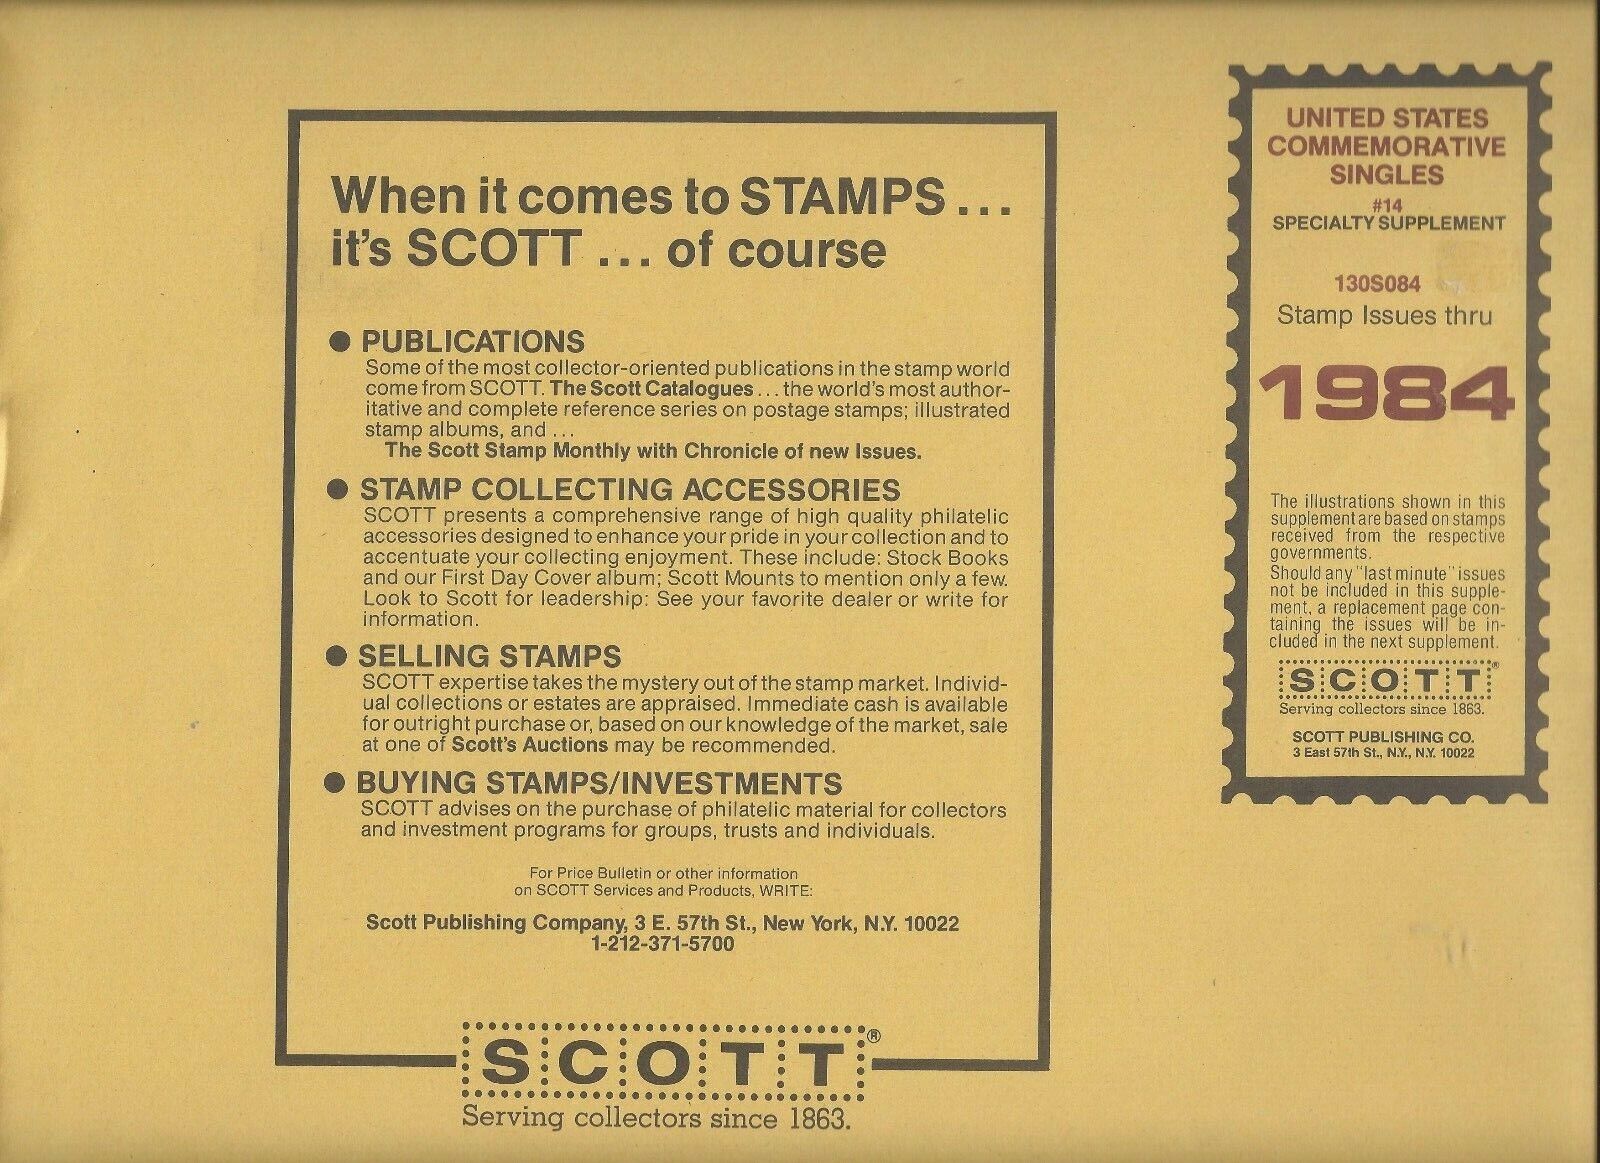 When it comes to STAMPS ...
it's SCOTT ... of course
● PUBLICATIONS
Some of the most collector-oriented publications in the stamp world
come from SCOTT. The Scott Catalogues ... the world's most author-
itative and complete reference series on postage stamps; illustrated
stamp albums, and ...
The Scott Stamp Monthly with Chronicle of new Issues.
● STAMP COLLECTING ACCESSORIES
SCOTT presents a comprehensive range of high quality philatelic
accessories designed to enhance your pride in your collection and to
accentuate your collecting enjoyment. These include: Stock Books
and our First Day Cover album; Scott Mounts to mention only a few.
Look to Scott for leadership: See your favorite dealer or write for
information.
● SELLING STAMPS
SCOTT expertise takes the mystery out of the stamp market. Individ-
ual collections or estates are appraised. Immediate cash is available
for outright purchase or, based on our knowledge of the market, sale
at one of Scott's Auctions may be recommended.
● BUYING STAMPS/INVESTMENTS
SCOTT advises on the purchase of philatelic material for collectors
and investment programs for groups, trusts and individuals.
For Price Bulletin or other information
on SCOTT Services and Products, WRITE:
Scott Publishing Company, 3 E. 57th St., New York, N.Y. 10022
1-212-371-5700
SCOTT®
Serving collectors since 1863.
UNITED STATES
COMMEMORATIVE
SINGLES
#14
SPECIALTY SUPPLEMENT
130S084
Stamp Issues thru
1984
The illustrations shown in this
supplement are based on stamps
received from the respective
governments.
Should any "last minute" issues
not be included in this supple-
ment, a replacement page con-
taining the issues will be in-
cluded in the next supplement.
SCOTT®
Serving collectors since 1863.
SCOTT PUBLISHING CO.
3 East 57th St., N.Y., N.Y. 10022